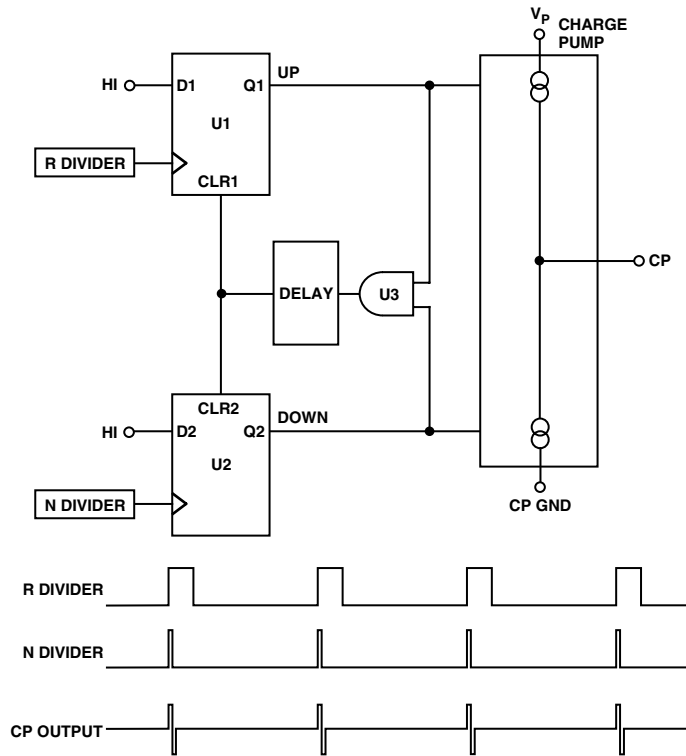 VP
CHARGE
PUMP
HI
D1
Q1
UP
U1
R DIVIDER
CLR1
DELAY
U3
CP
CLR2
HI
D2
Q2
DOWN
U2
N DIVIDER
CP GND
R DIVIDER
N DIVIDER
CP OUTPUT